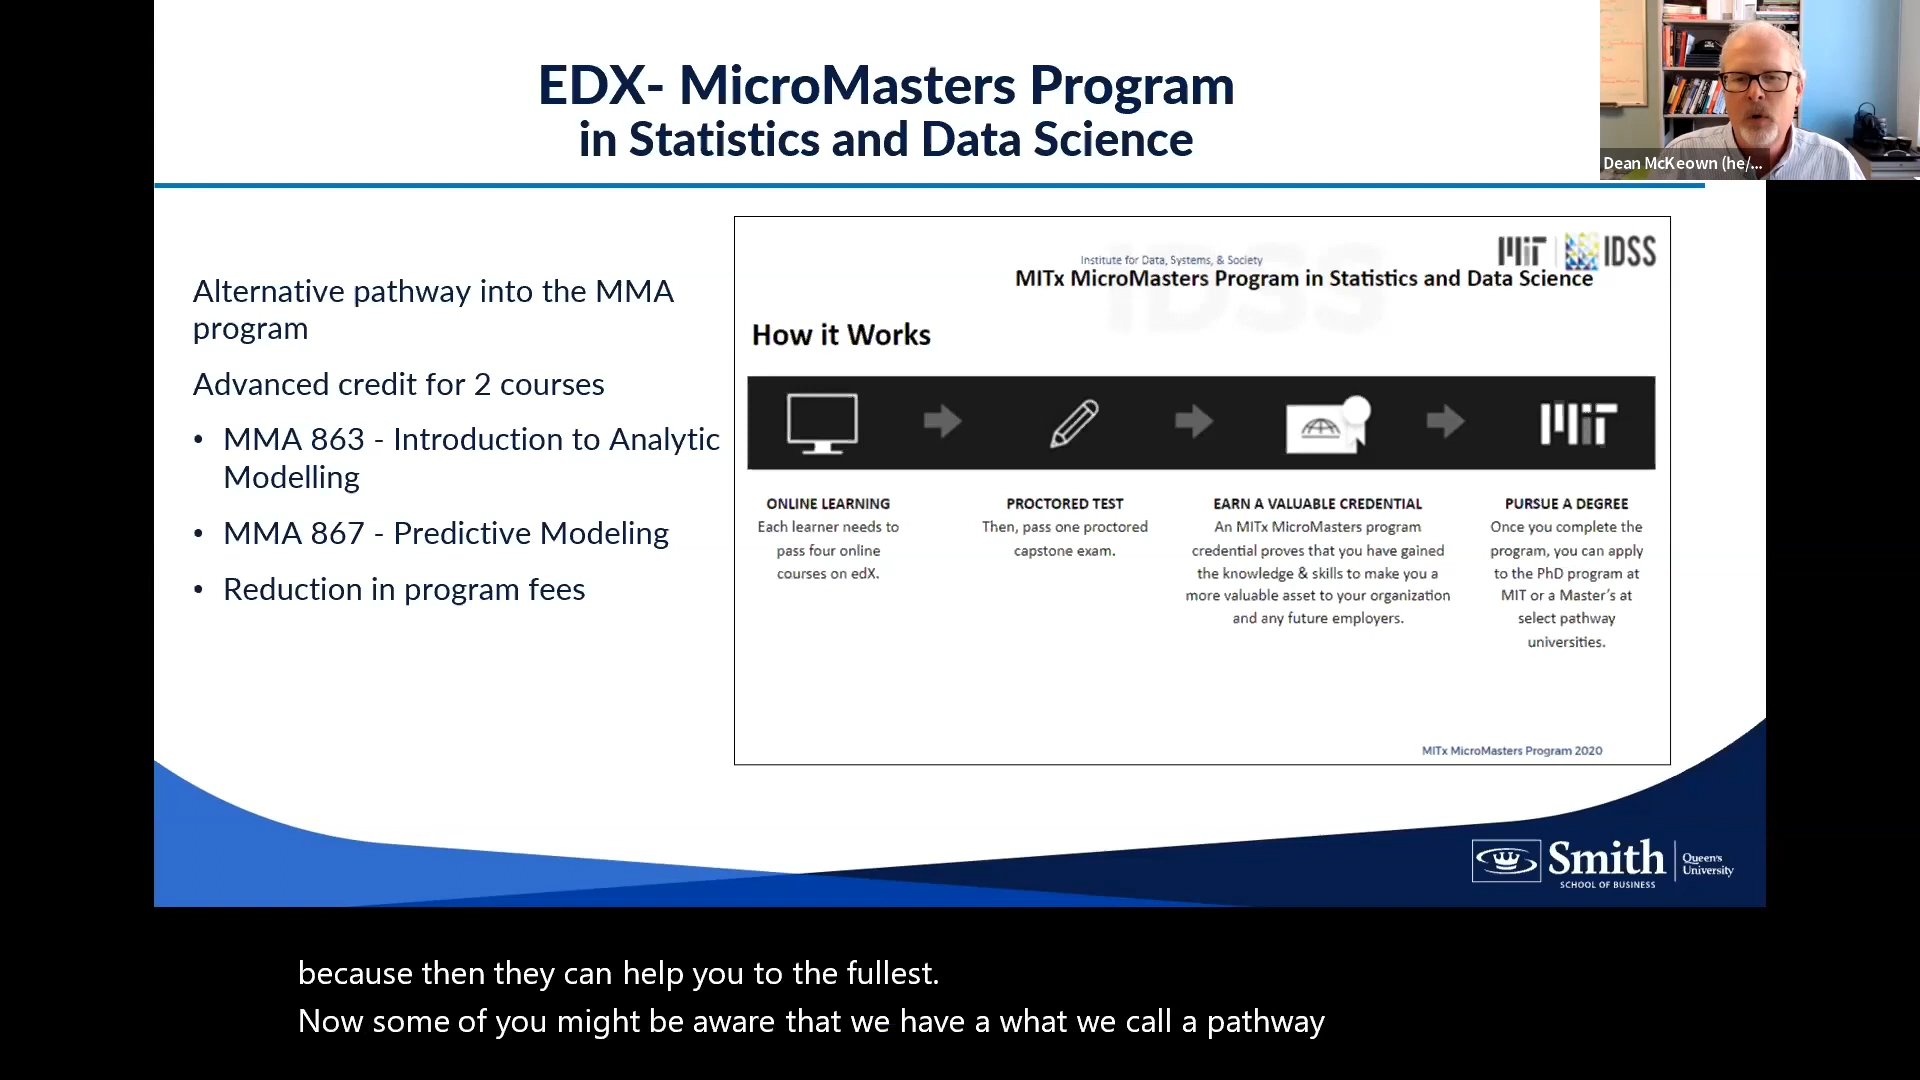 EDX- MicroMasters Program
in Statistics and Data Science
Dean McKeown (he/...
Alternative pathway into the MMA
program
Advanced credit for 2 courses
• MMA 863 - Introduction to Analytic
Modelling
• MMA 867 - Predictive Modeling
• Reduction in program fees
MIT IDSS
Institute for Data, Systems, & Society
MITx MicroMasters Program in Statistics and Data Science
IDSS
How it Works
MIT
ONLINE LEARNING
Each learner needs to
pass four online
courses on edX.
PROCTORED TEST
Then, pass one proctored
capstone exam.
EARN A VALUABLE CREDENTIAL
An MITx MicroMasters program
credential proves that you have gained
the knowledge & skills to make you a
more valuable asset to your organization
and any future employers.
PURSUE A DEGREE
Once you complete the
program, you can apply
to the PhD program at
MIT or a Master's at
select pathway
universities.
MITx MicroMasters Program 2020
Smith
SCHOOL OF BUSINESS
Queen's
University
because then they can help you to the fullest.
Now some of you might be aware that we have a what we call a pathway